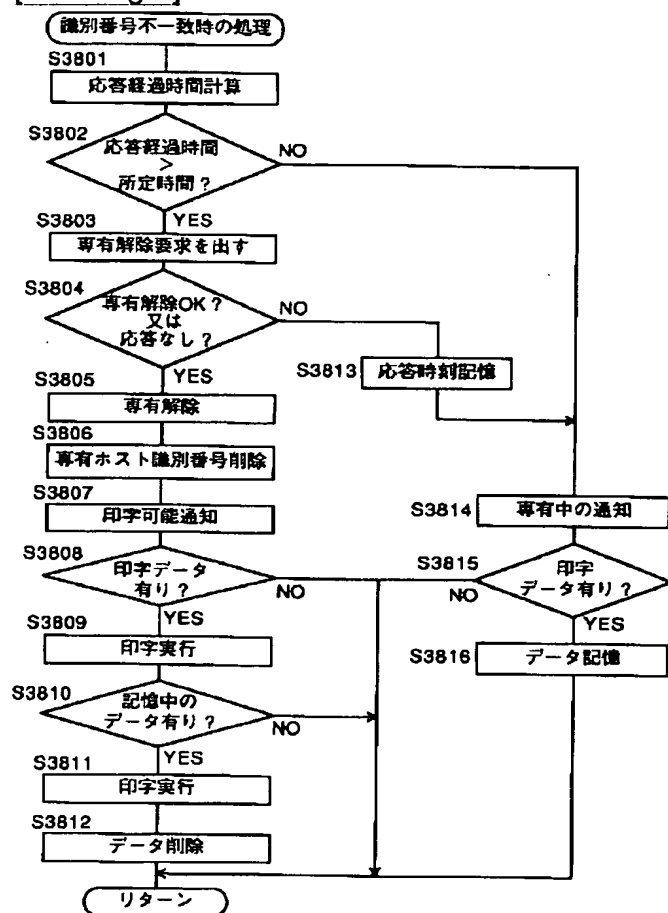 識別番号不一致時の処理
S3801
応答経過時間計算
S3802
応答経過時間
>
所定時間?
NO
YES
S3803
専有解除要求を出す
S3804
専有解除OK?
又は
応答なし?
NO
YES
S3813
応答時刻記憶
S3805
専有解除
S3806
専有ホスト識別番号削除
S3807
印字可能通知
S3814
専有中の通知
S3808
印字データ
有り?
NO
YES
S3815
印字
データ有り?
NO
YES
S3809
印字実行
S3816
データ記憶
S3810
記憶中の
データ有り?
NO
YES
S3811
印字実行
S3812
データ削除
リターン